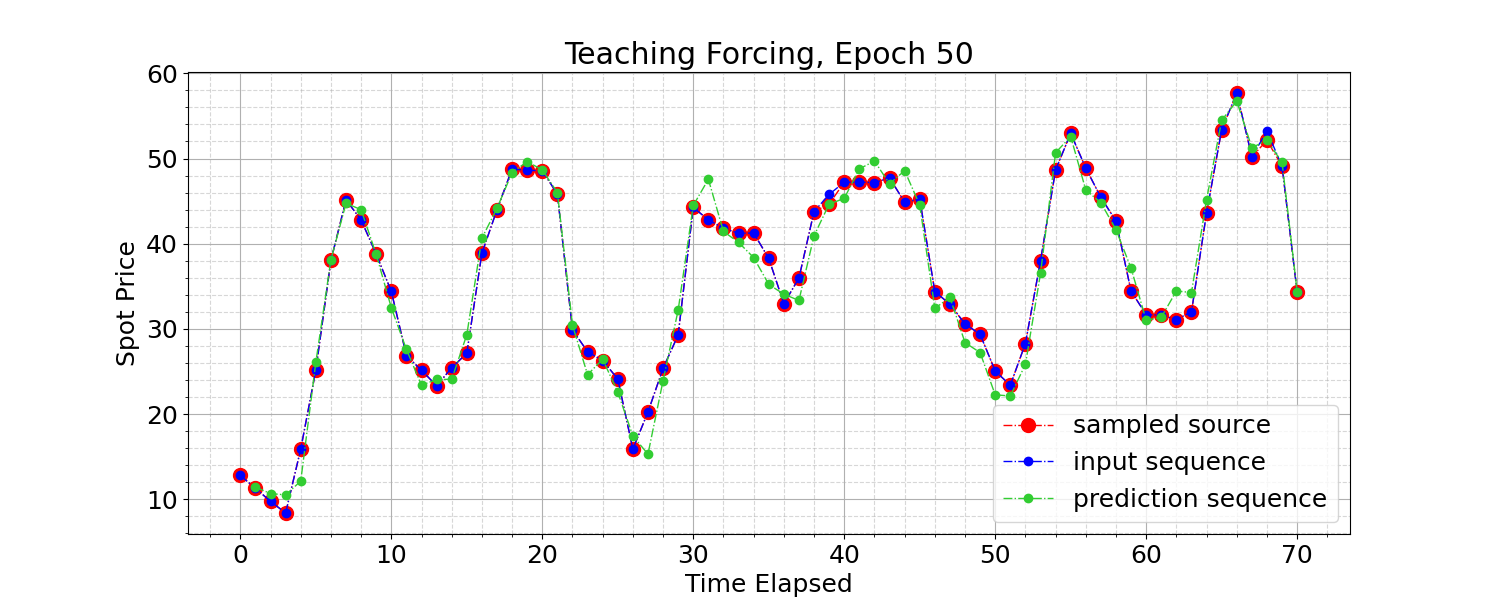 Teaching Forcing, Epoch 50
60
50
40
30
20
10
Spot Price
sampled source
input sequence
prediction sequence
0 10 20 30 40 50 60 70
Time Elapsed